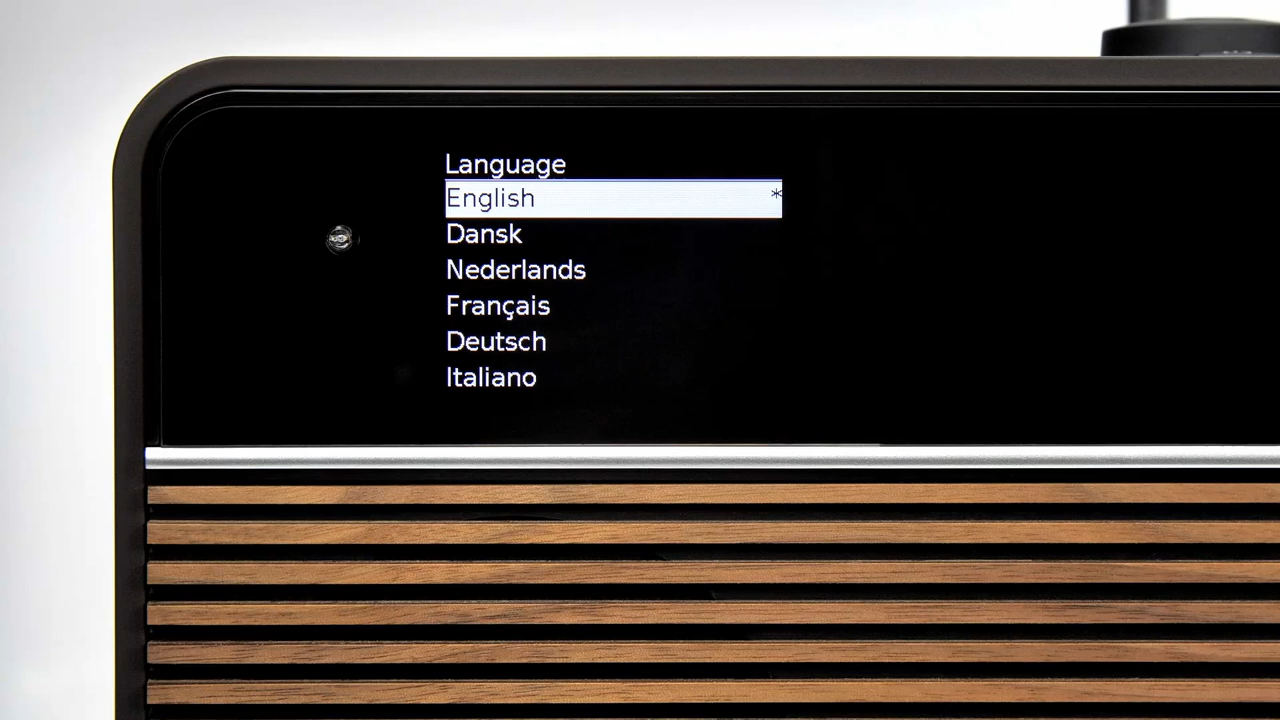 Language
English *
Dansk
Nederlands
Français
Deutsch
Italiano